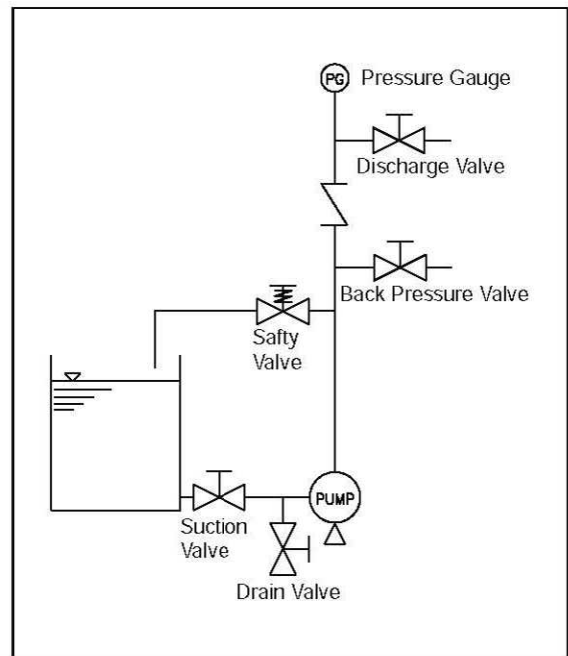 PG Pressure Gauge
Discharge Valve
Back Pressure Valve
Safty
Valve
PUMP
Suction
Valve
Drain Valve